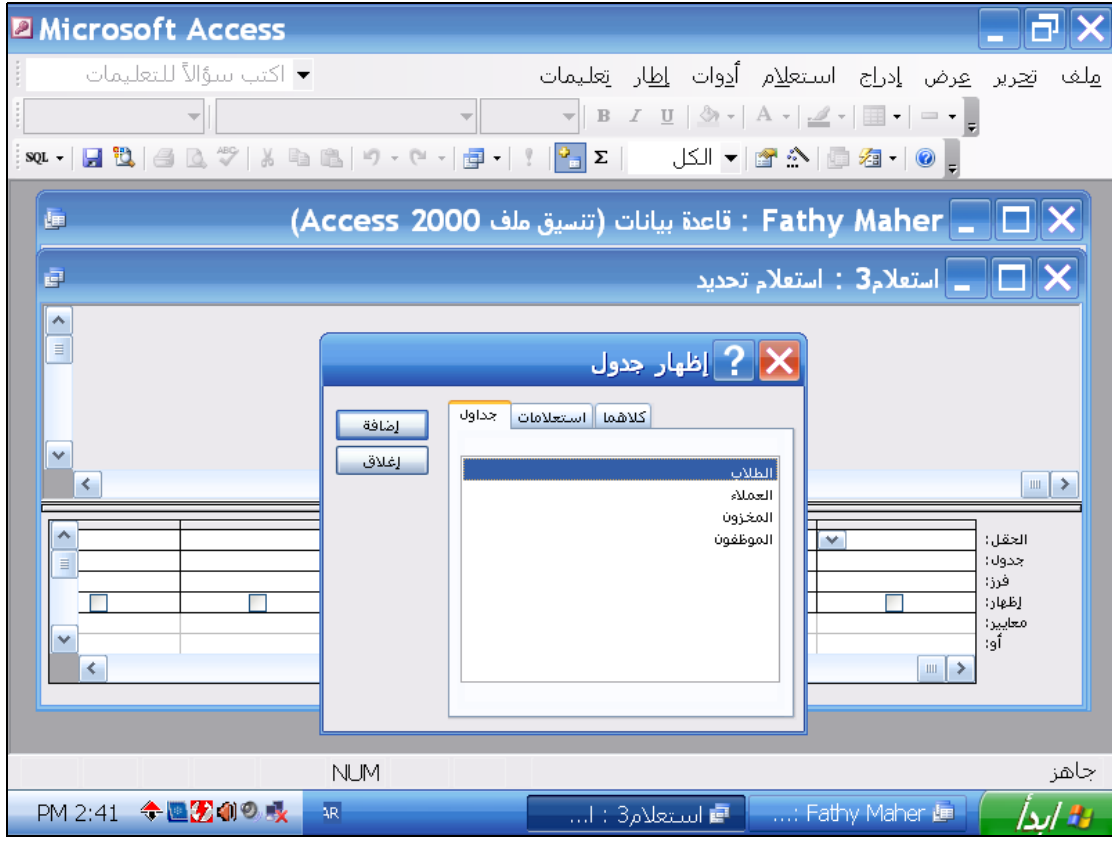 Microsoft Access
ملف تحرير عرض إدراج استعلام أدوات إطار تعليمات
اكتب سؤالاً للتعليمات
B I U A
SQL ABC Σ الكل
Fathy Maher : قاعدة بيانات (تنسيق ملف Access 2000)
استعلام3 : استعلام تحديد
إظهار جدول
جداول استعلامات كلاهما
إضافة
إغلاق
الطلاب
العملاء
المخزون
الموظفون
الحقل:
جدول:
فرز:
إظهار:
معايير:
أو:
جاهز
NUM
ابدأ
Fathy Maher :...
استعلام3 : ا...
AR
PM 2:41